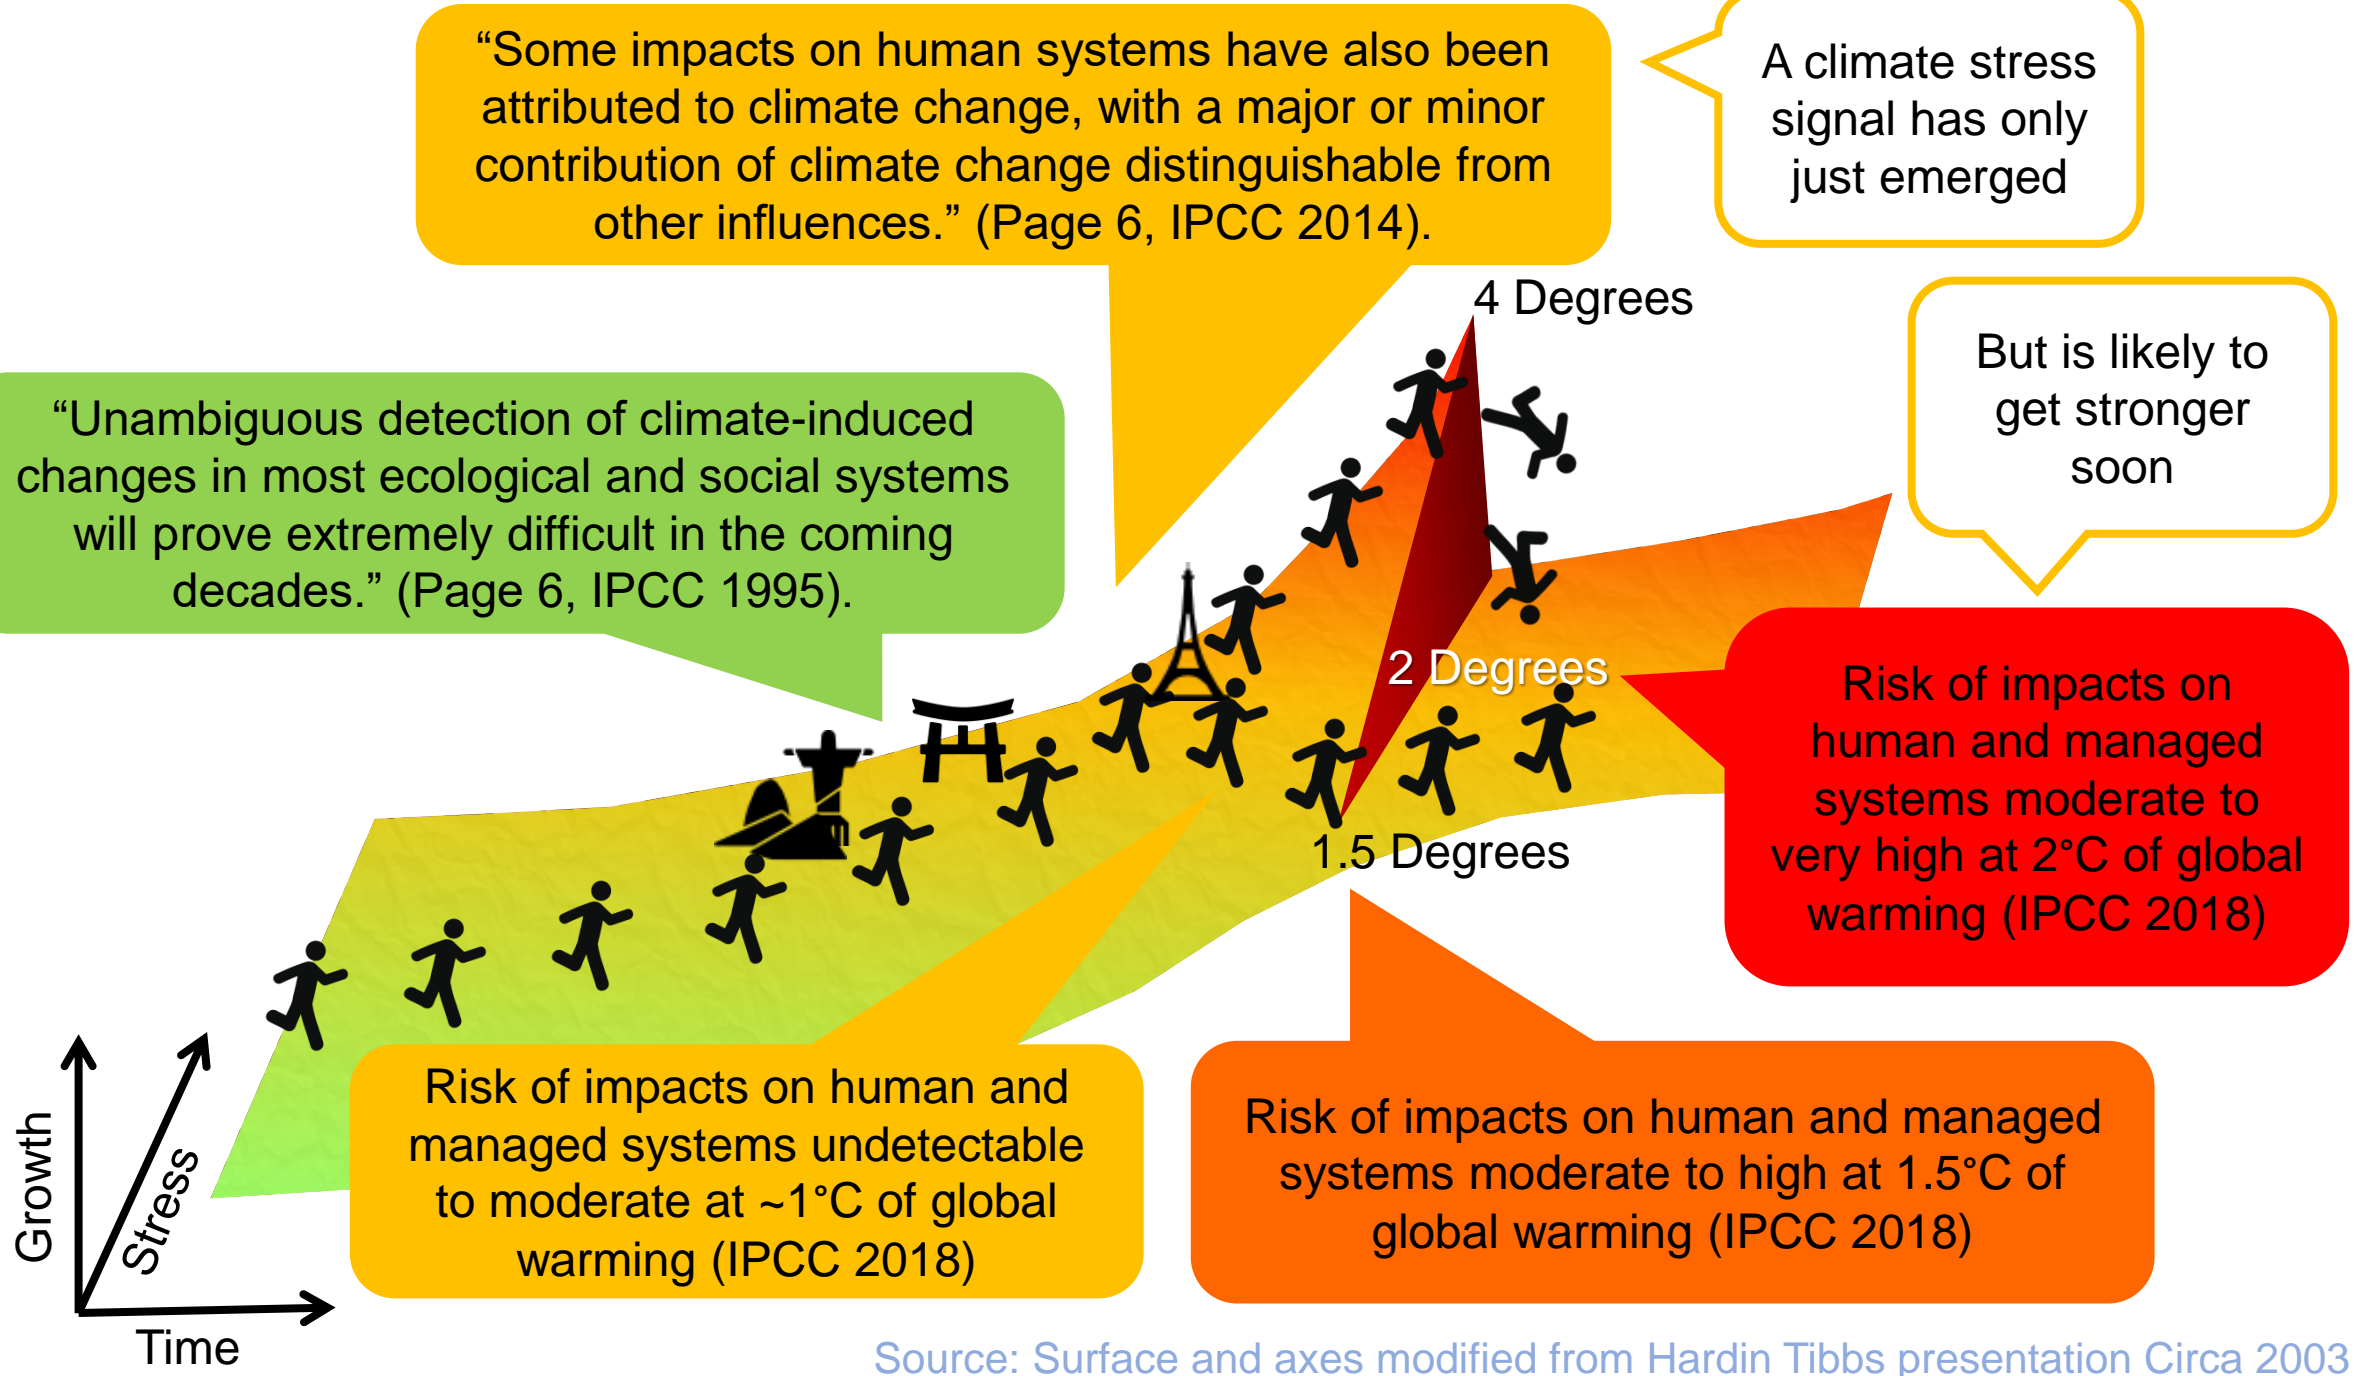 “Some impacts on human systems have also been
attributed to climate change, with a major or minor
contribution of climate change distinguishable from
other influences.” (Page 6, IPCC 2014).
A climate stress
signal has only
just emerged
4 Degrees
But is likely to
get stronger
soon
“Unambiguous detection of climate-induced
changes in most ecological and social systems
will prove extremely difficult in the coming
decades.” (Page 6, IPCC 1995).
2 Degrees
Risk of impacts on
human and managed
systems moderate to
very high at 2°C of global
warming (IPCC 2018)
1.5 Degrees
Risk of impacts on human and
managed systems undetectable
to moderate at ~1°C of global
warming (IPCC 2018)
Risk of impacts on human and managed
systems moderate to high at 1.5°C of
global warming (IPCC 2018)
Growth
Stress
Time
Source: Surface and axes modified from Hardin Tibbs presentation Circa 2003